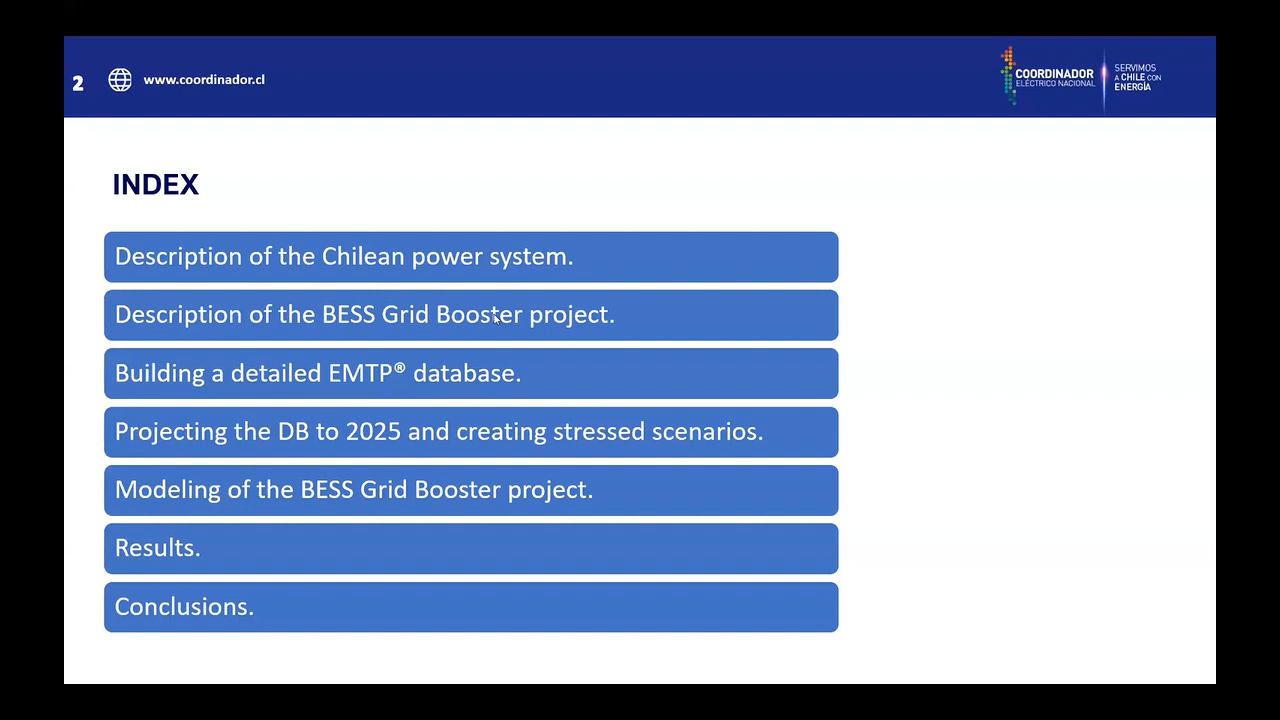 2
www.coordinador.cl
COORDINADOR
ELÉCTRICO NACIONAL
SERVIMOS
A CHILE CON
ENERGÍA
INDEX
Description of the Chilean power system.
Description of the BESS Grid Booster project.
Building a detailed EMTP® database.
Projecting the DB to 2025 and creating stressed scenarios.
Modeling of the BESS Grid Booster project.
Results.
Conclusions.